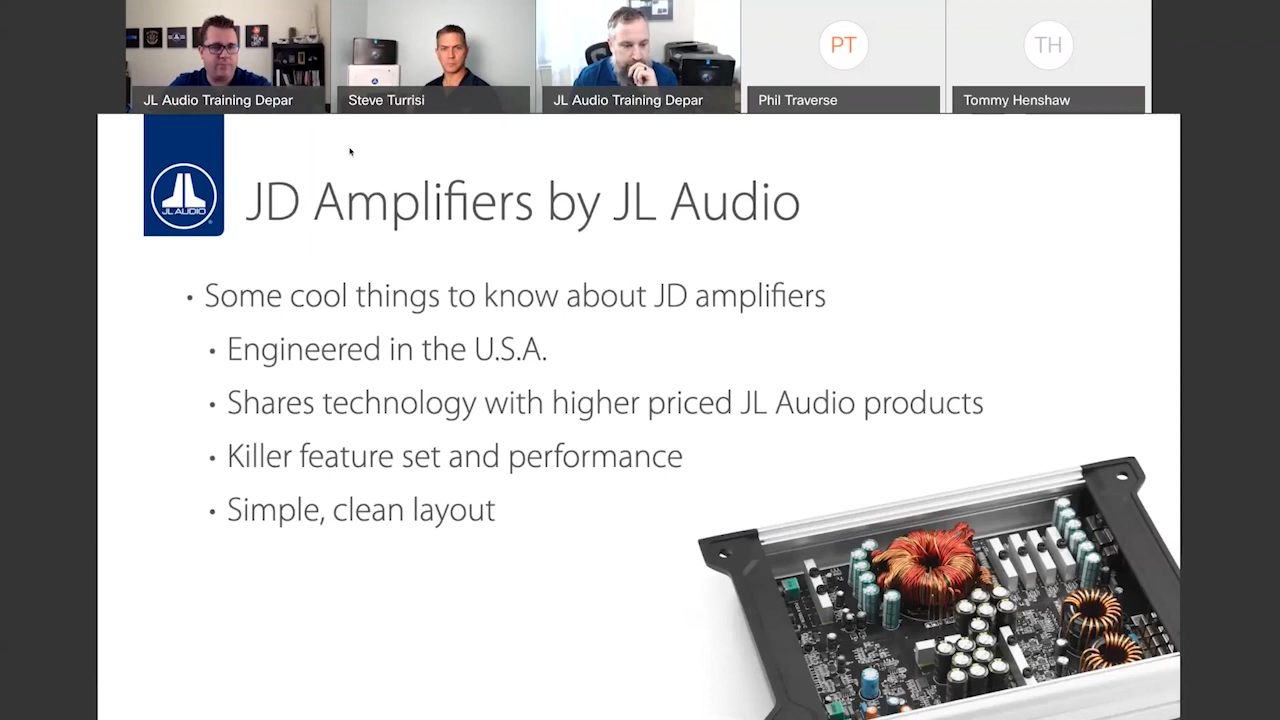 JL Audio Training Depar
Steve Turrisi
JL Audio Training Depar
PT
Phil Traverse
TH
Tommy Henshaw
JL AUDIO
JD Amplifiers by JL Audio
• Some cool things to know about JD amplifiers
• Engineered in the U.S.A.
• Shares technology with higher priced JL Audio products
• Killer feature set and performance
• Simple, clean layout